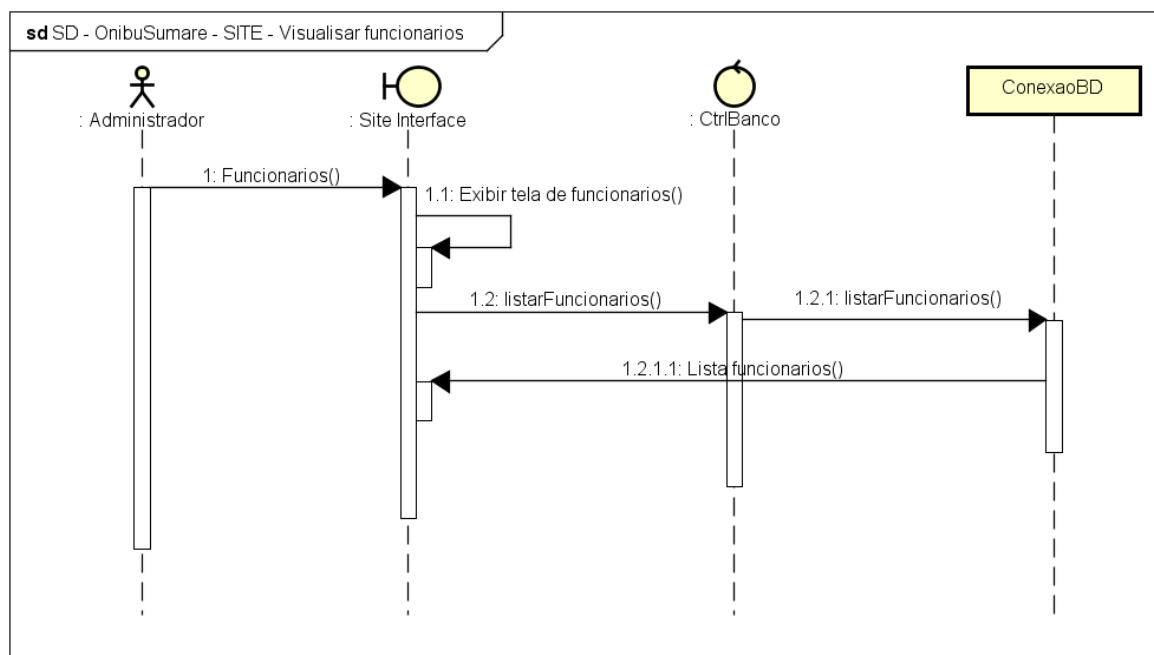 sd SD - OnibuSumare - SITE - Visualisar funcionarios
: Administrador
: Site Interface
: CtrlBanco
ConexaoBD
1: Funcionarios()
1.1: Exibir tela de funcionarios()
1.2: listarFuncionarios()
1.2.1: listarFuncionarios()
1.2.1.1: Lista funcionarios()